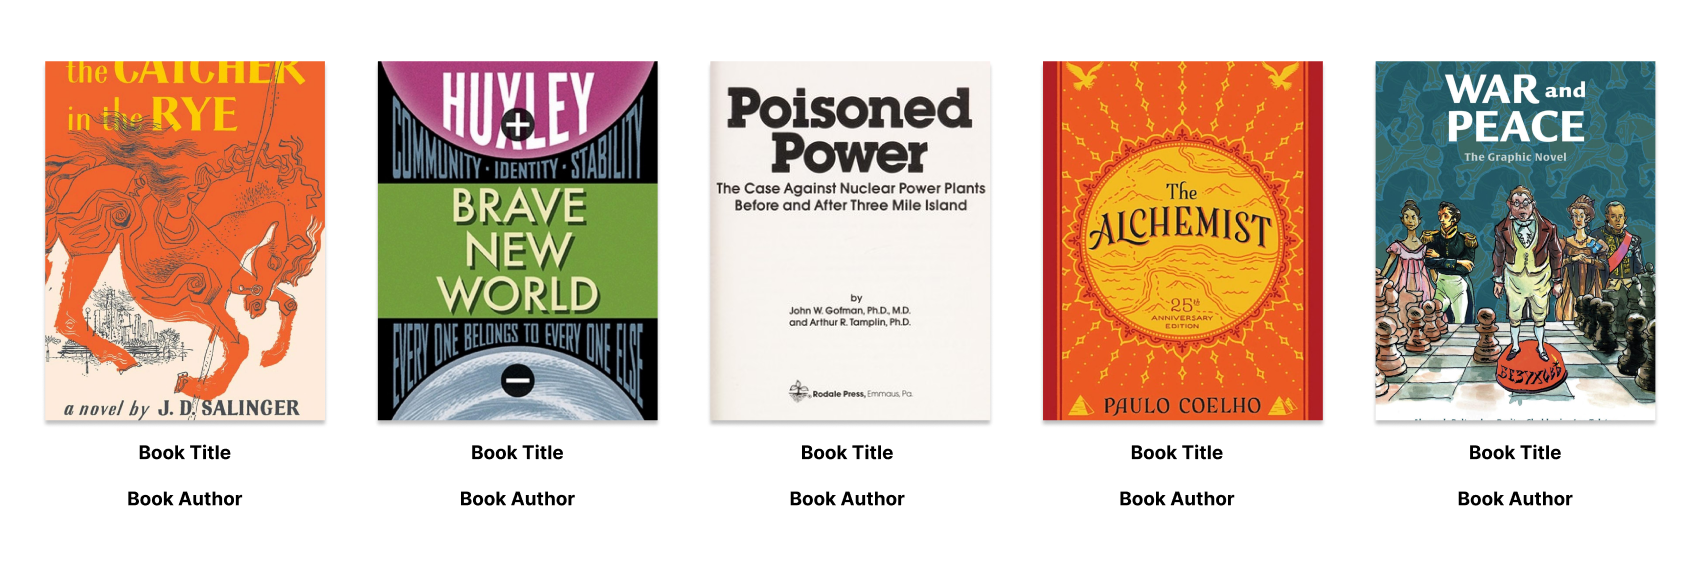 the CATCHER
in the RYE
a novel by J. D. SALINGER
Book Title
Book Author
HUXLEY
COMMUNITY · IDENTITY · STABILITY
BRAVE
NEW
WORLD
EVERY ONE BELONGS TO EVERY ONE ELSE
Book Title
Book Author
Poisoned
Power
The Case Against Nuclear Power Plants
Before and After Three Mile Island
by
John W. Gofman, Ph.D., M.D.
and Arthur R. Tamplin, Ph.D.
Rodale Press, Emmaus, Pa.
Book Title
Book Author
The
ALCHEMIST
25th
ANNIVERSARY
EDITION
PAULO COELHO
Book Title
Book Author
WAR and
PEACE
The Graphic Novel
Book Title
Book Author